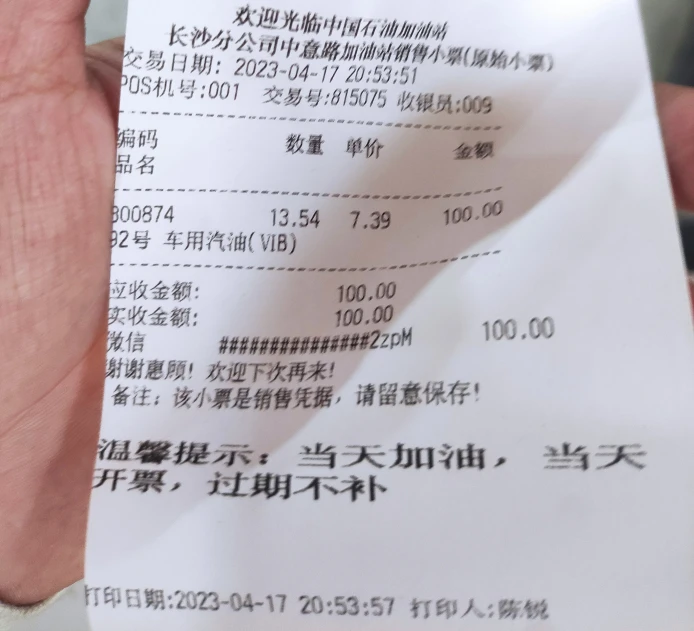 欢迎光临中国石油加油站
长沙分公司中意路加油站销售小票(原始小票)
交易日期: 2023-04-17 20:53:51
POS机号:001 交易号:815075 收银员:009
编码 数量 单价 金额
品名
300874 13.54 7.39 100.00
92号 车用汽油(VIB)
应收金额: 100.00
实收金额: 100.00
微信 ###############2zpM 100.00
谢谢惠顾! 欢迎下次再来!
备注: 该小票是销售凭据, 请留意保存!
温馨提示: 当天加油, 当天
开票, 过期不补
打印日期:2023-04-17 20:53:57 打印人:陈锐